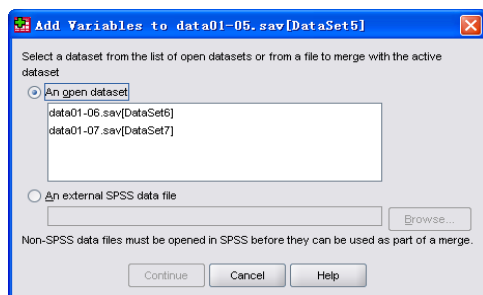 Add Variables to data01-05.sav[DataSet5]
Select a dataset from the list of open datasets or from a file to merge with the active
dataset
An open dataset
data01-06.sav[DataSet6]
data01-07.sav[DataSet7]
An external SPSS data file
Browse...
Non-SPSS data files must be opened in SPSS before they can be used as part of a merge.
Continue Cancel Help